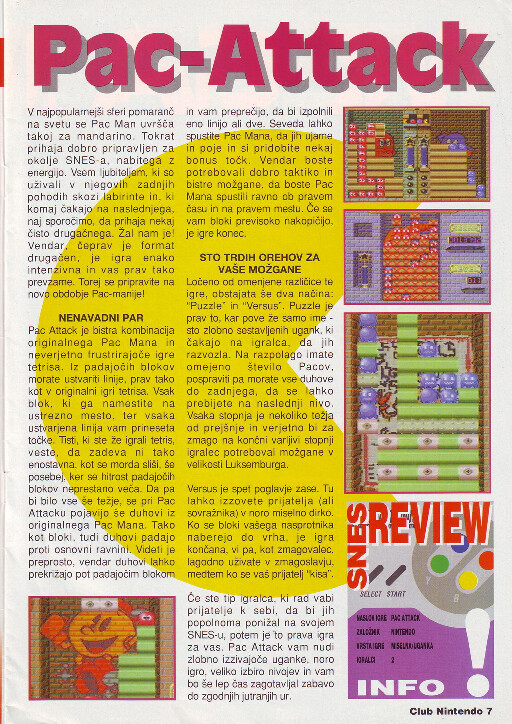 Pac-Attack
V najpopularnejši sferi pomaranč
na svetu se Pac Man uvršča
takoj za mandarino. Tokrat
prihaja dobro pripravljen za
okolje SNES-a, nabitega z
energijo. Vsem ljubiteljem, ki so
uživali v njegovih zadnjih
pohodih skozi labirinte in, ki
komaj čakajo na naslednjega,
naj sporočimo, da prihaja nekaj
čisto drugačnega. Žal nam je!
Vendar, čeprav je format
drugačen, je igra enako
intenzivna in vas prav tako
prevzame. Torej se pripravite na
novo obdobje Pac-manije!
NENAVADNI PAR
Pac Attack je bistra kombinacija
originalnega Pac Mana in
neverjetno frustrirajoče igre
tetrisa. Iz padajočih blokov
morate ustvariti linije, prav tako
kot v originalni igri tetrisa. Vsak
blok, ki ga namestite na
ustrezno mesto, ter vsaka
ustvarjena linija vam prineseta
točke. Tisti, ki ste že igrali tetris,
veste, da zadeva ni tako
enostavna, kot se morda sliši, še
posebej, ker se hitrost padajočih
blokov neprestano veča. Da pa
bi bilo vse še težje, se pri Pac
Attacku pojavijo še duhovi iz
originalnega Pac Mana. Tako
kot bloki, tudi duhovi padajo
proti osnovni ravnini. Videti je
preprosto, vendar duhovi lahko
prekrižajo pot padajočim blokom
in vam preprečijo, da bi izpolnili
eno linijo ali dve. Seveda lahko
spustite Pac Mana, da jih ujame
in poje in si pridobite nekaj
bonus točk. Vendar boste
potrebovali dobro taktiko in
bistre možgane, da boste Pac
Mana spustili ravno ob pravem
času in na pravem mestu. Če se
vam bloki previsoko nakopičijo,
je igre konec.
STO TRDIH OREHOV ZA
VAŠE MOŽGANE
Ločeno od omenjene različice te
igre, obstajata še dva načina:
"Puzzle" in "Versus". Puzzle je
prav to, kar pove že samo ime -
sto zlobno sestavljenih ugank, ki
čakajo na igralca, da jih
razvozla. Na razpolago imate
omejeno število Pacov,
pospraviti pa morate vse duhove
do zadnjega, da se lahko
prebijete na naslednji nivo.
Vsaka stopnja je nekoliko težja
od prejšnje in verjetno bi za
zmago na končni varljivi stopnji
igralec potreboval možgane v
velikosti Luksemburga.
Versus je spet poglavje zase. Tu
lahko izzovete prijatelja (ali
sovražnika) v noro miselno dirko.
Ko se bloki vašega nasprotnika
naberejo do vrha, je igra
končana, vi pa, kot zmagovalec,
lagodno uživate v zmagoslavju,
medtem ko se vaš prijatelj "kisa".
Če ste tip igralca, ki rad vabi
prijatelje k sebi, da bi jih
popolnoma ponižal na svojem
SNES-u, potem je to prava igra
za vas. Pac Attack vam nudi
zlobno izzivajoče uganke, noro
igro, veliko izbiro nivojev in vam
bo še lep čas zagotavljal zabavo
do zgodnjih jutranjih ur.
SNES
REVIEW
SELECT START
Y
B
NASLOV IGRE PAC ATTACK
ZALOŽNIK NINTENDO
VRSTA IGRE MISELNA/UGANKA
IGRALCI 2
INFO !
Club Nintendo 7